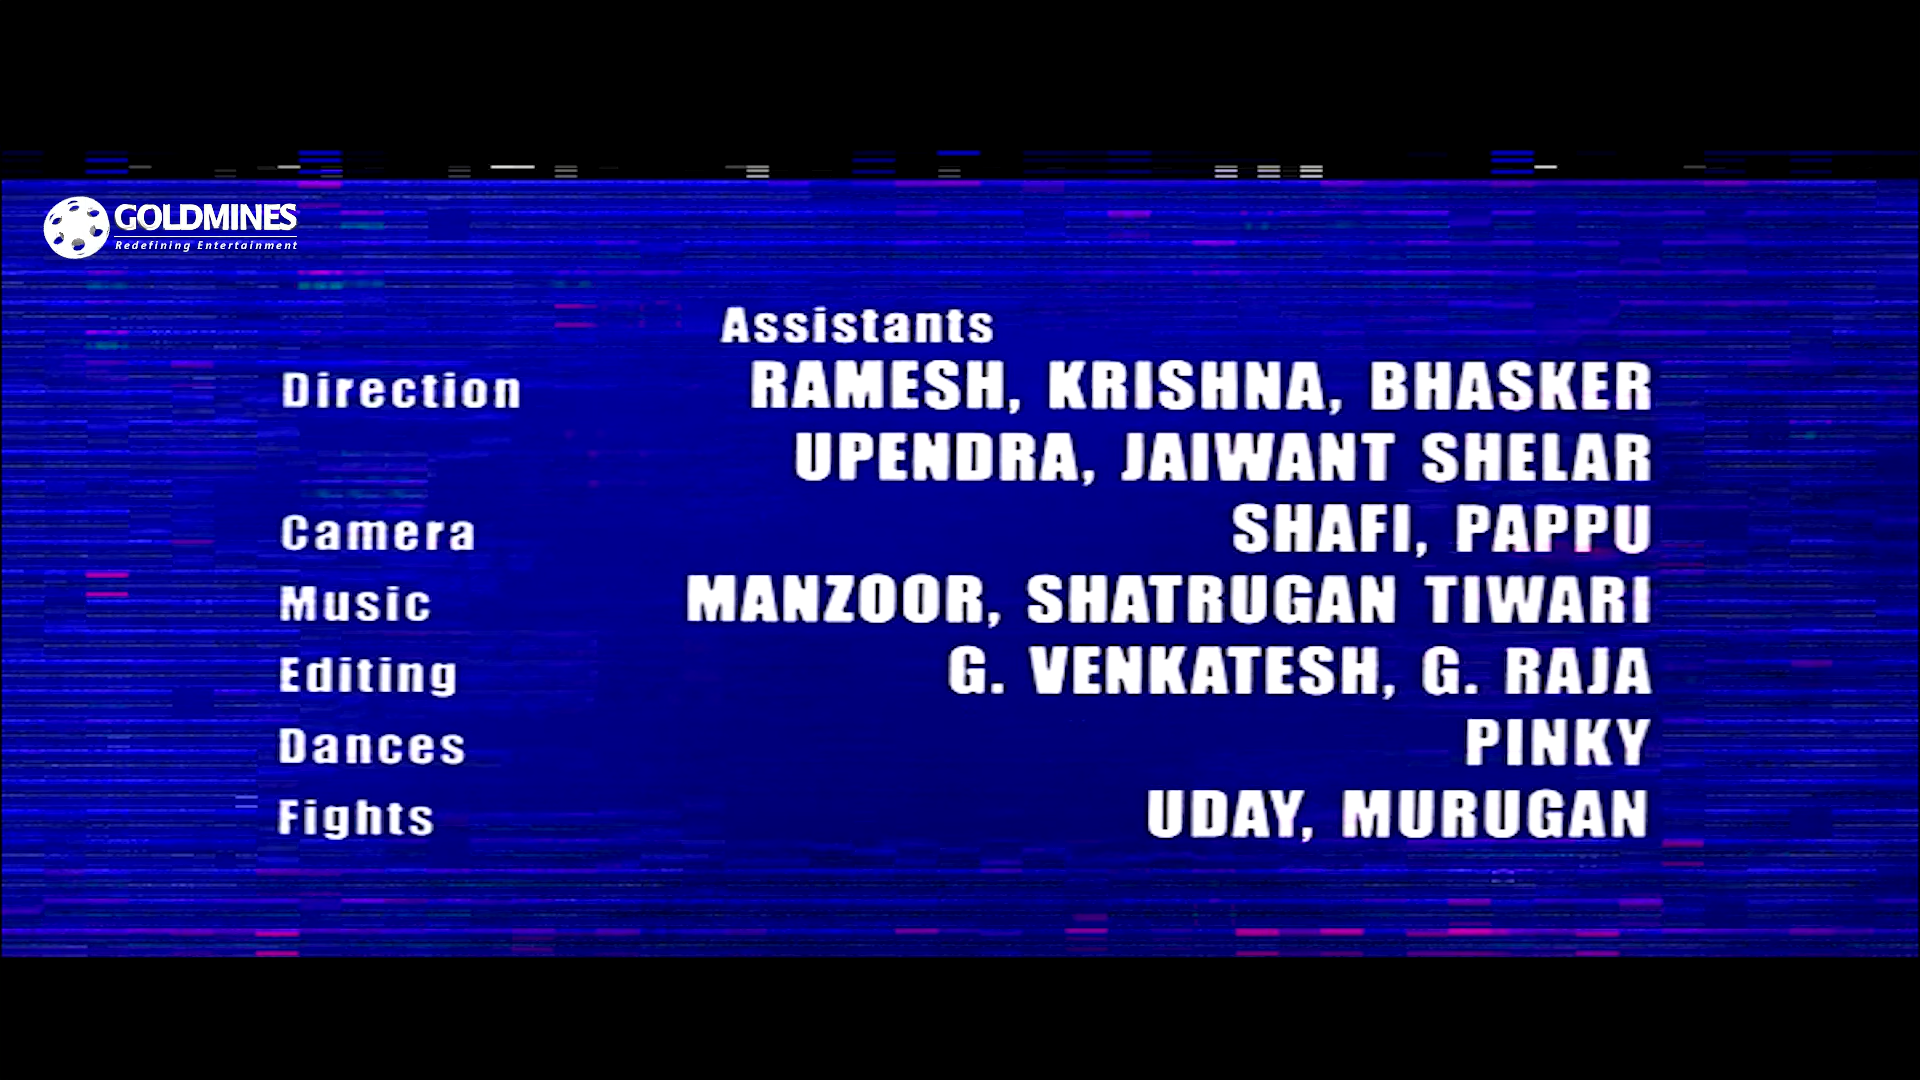 GOLDMINES
Redefining Entertainment
Assistants
Direction RAMESH, KRISHNA, BHASKER
UPENDRA, JAIWANT SHELAR
Camera SHAFI, PAPPU
Music MANZOOR, SHATRUGAN TIWARI
Editing G. VENKATESH, G. RAJA
Dances PINKY
Fights UDAY, MURUGAN